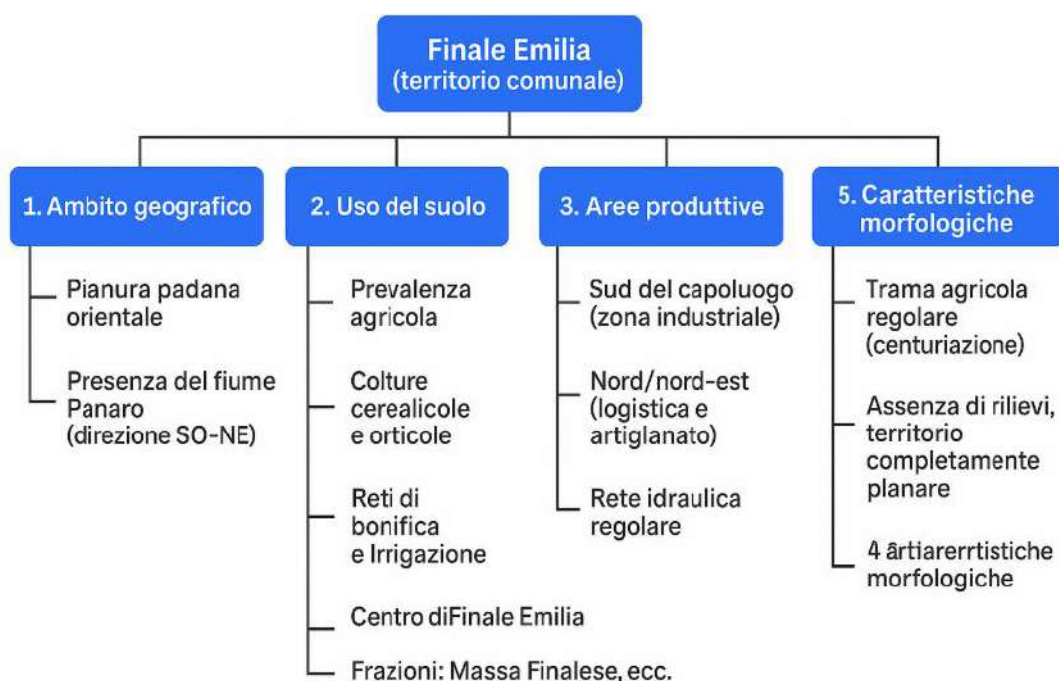 Finale Emilia
(territorio comunale)
1. Ambito geografico
Pianura padana
orientale
Presenza del fiume
Panaro
(direzione SO-NE)
2. Uso del suolo
Prevalenza
agricola
Colture
cerealicole
e orticole
Reti di
bonifica
e Irrigazione
Centro diFinale Emilia
Frazioni: Massa Finalese, ecc.
3. Aree produttive
Sud del capoluogo
(zona industriale)
Nord/nord-est
(logistica e
artiglanato)
Rete idraulica
regolare
5. Caratteristiche
morfologiche
Trama agricola
regolare
(centuriazione)
Assenza di rilievi,
territorio
completamente
planare
4 ārtiarerrtistiche
morfologiche